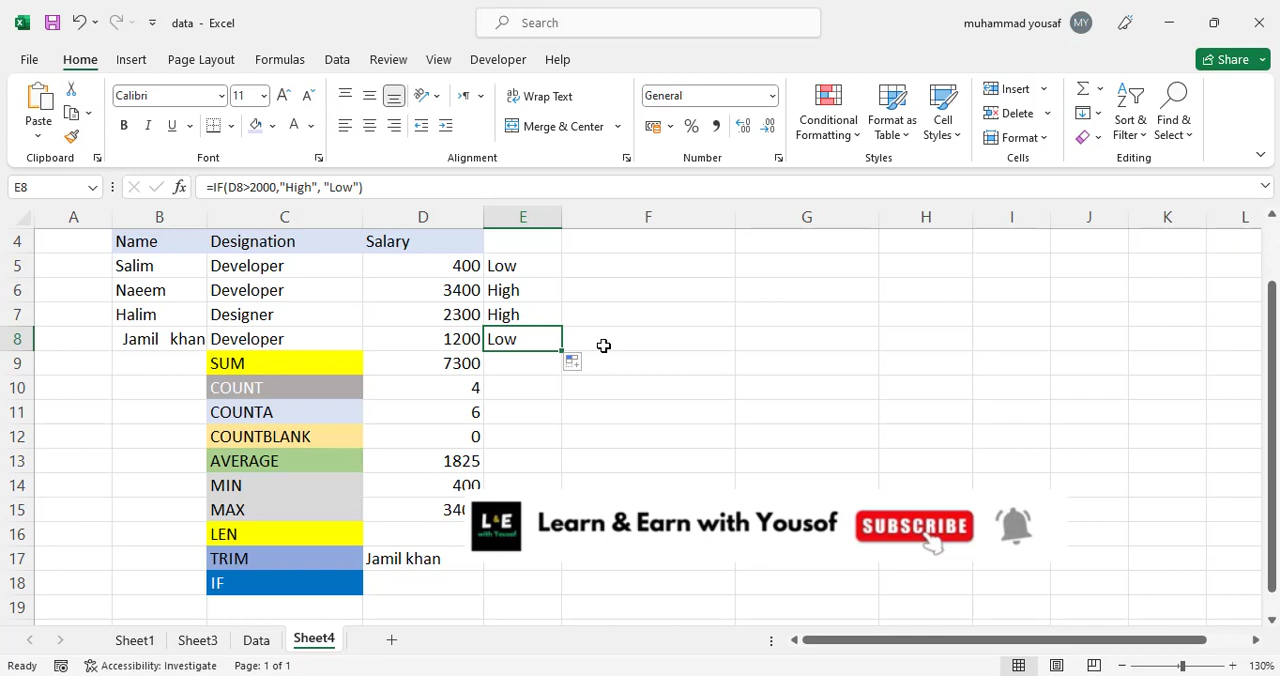 data - Excel
Search
muhammad yousaf MY
File Home Insert Page Layout Formulas Data Review View Developer Help Share
Paste
Clipboard
Calibri 11 A A
B I U A
Font
Wrap Text
Merge & Center
Alignment
General
% ,
Number
Conditional Formatting
Format as Table
Cell Styles
Styles
Insert
Delete
Format
Cells
Sort & Filter
Find & Select
Editing
E8 fx =IF(D8>2000,"High", "Low")
A B C D E F G H I J K L
4 Name Designation Salary
5 Salim Developer 400 Low
6 Naeem Developer 3400 High
7 Halim Designer 2300 High
8 Jamil khan Developer 1200 Low
9 SUM 7300
10 COUNT 4
11 COUNTA 6
12 COUNTBLANK 0
13 AVERAGE 1825
14 MIN 400
15 MAX
16 LEN
17 TRIM Jamil khan
18 IF
19
L&E with Yousof
Learn & Earn with Yousof
SUBSCRIBE
Sheet1 Sheet3 Data Sheet4
Ready Accessibility: Investigate Page: 1 of 1 130%